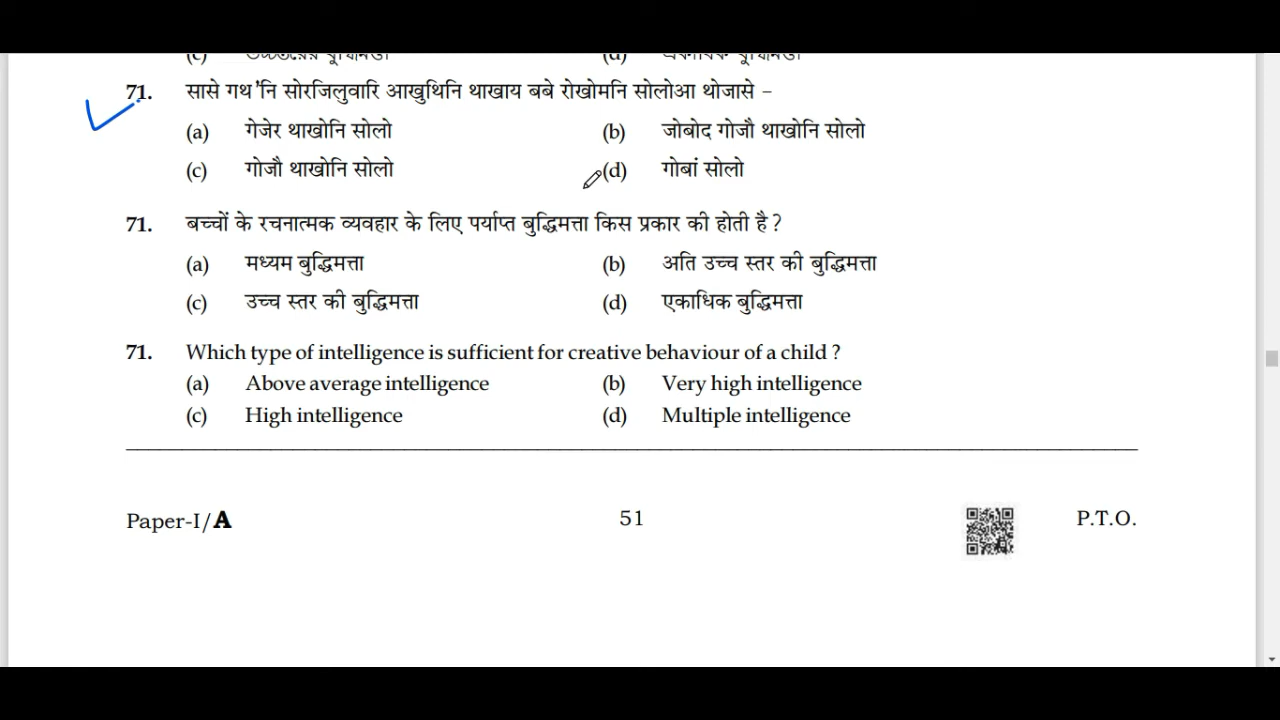 (c) (d)
71. सासे गथ'नि सोरजिलुवारि आखुथिनि थाखाय बबे रोखोमनि सोलोआ थोजासे –
(a) गेजेर थाखोनि सोलो (b) जोबोद गोजौ थाखोनि सोलो
(c) गोजौ थाखोनि सोलो (d) गोबां सोलो
71. बच्चों के रचनात्मक व्यवहार के लिए पर्याप्त बुद्धिमत्ता किस प्रकार की होती है ?
(a) मध्यम बुद्धिमत्ता (b) अति उच्च स्तर की बुद्धिमत्ता
(c) उच्च स्तर की बुद्धिमत्ता (d) एकाधिक बुद्धिमत्ता
71. Which type of intelligence is sufficient for creative behaviour of a child ?
(a) Above average intelligence (b) Very high intelligence
(c) High intelligence (d) Multiple intelligence
Paper-I/A 51 P.T.O.